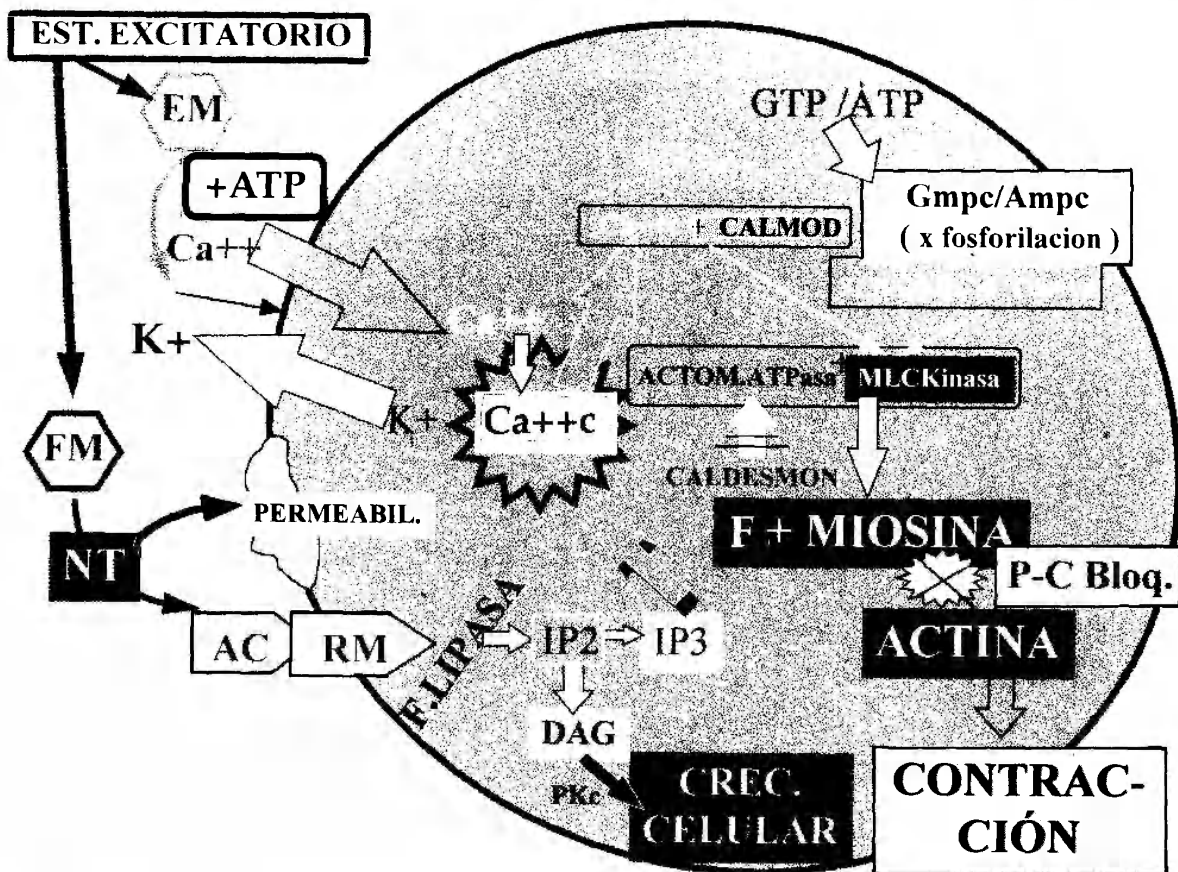 EST. EXCITATORIO
EM
GTP /ATP
+ATP
Gmpc/Ampc
( x fosforilacion )
+ CALMOD
Ca++
K+
ACTOM.ATPasa
+
MLCKinasa
K+
Ca++c
FM
CALDESMON
PERMEABIL.
F + MIOSINA
NT
P-C Bloq.
ACTINA
AC
RM
F.LIPASA
IP2
IP3
DAG
PKc
CREC.
CELULAR
CONTRAC-
CIÓN